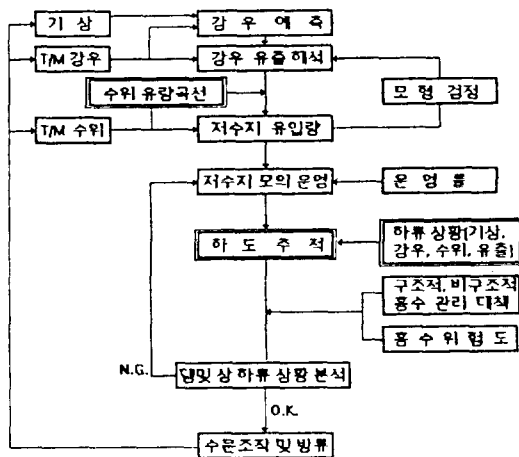 기 상
강 우 예 측
T/M 강우
강우 유출 해석
수위 유량곡선
모 형 검정
T/M 수위
저수지 유입량
저수지 모의 운영
운 영 률
하 도 추 적
하류 상황(기상,
강우, 수위, 유출)
구조적, 비구조적
홍수 관리 대책
홍 수 위 험 도
N.G.
댐및 상 하류 상황 분석
O.K.
수문조작 및 방류